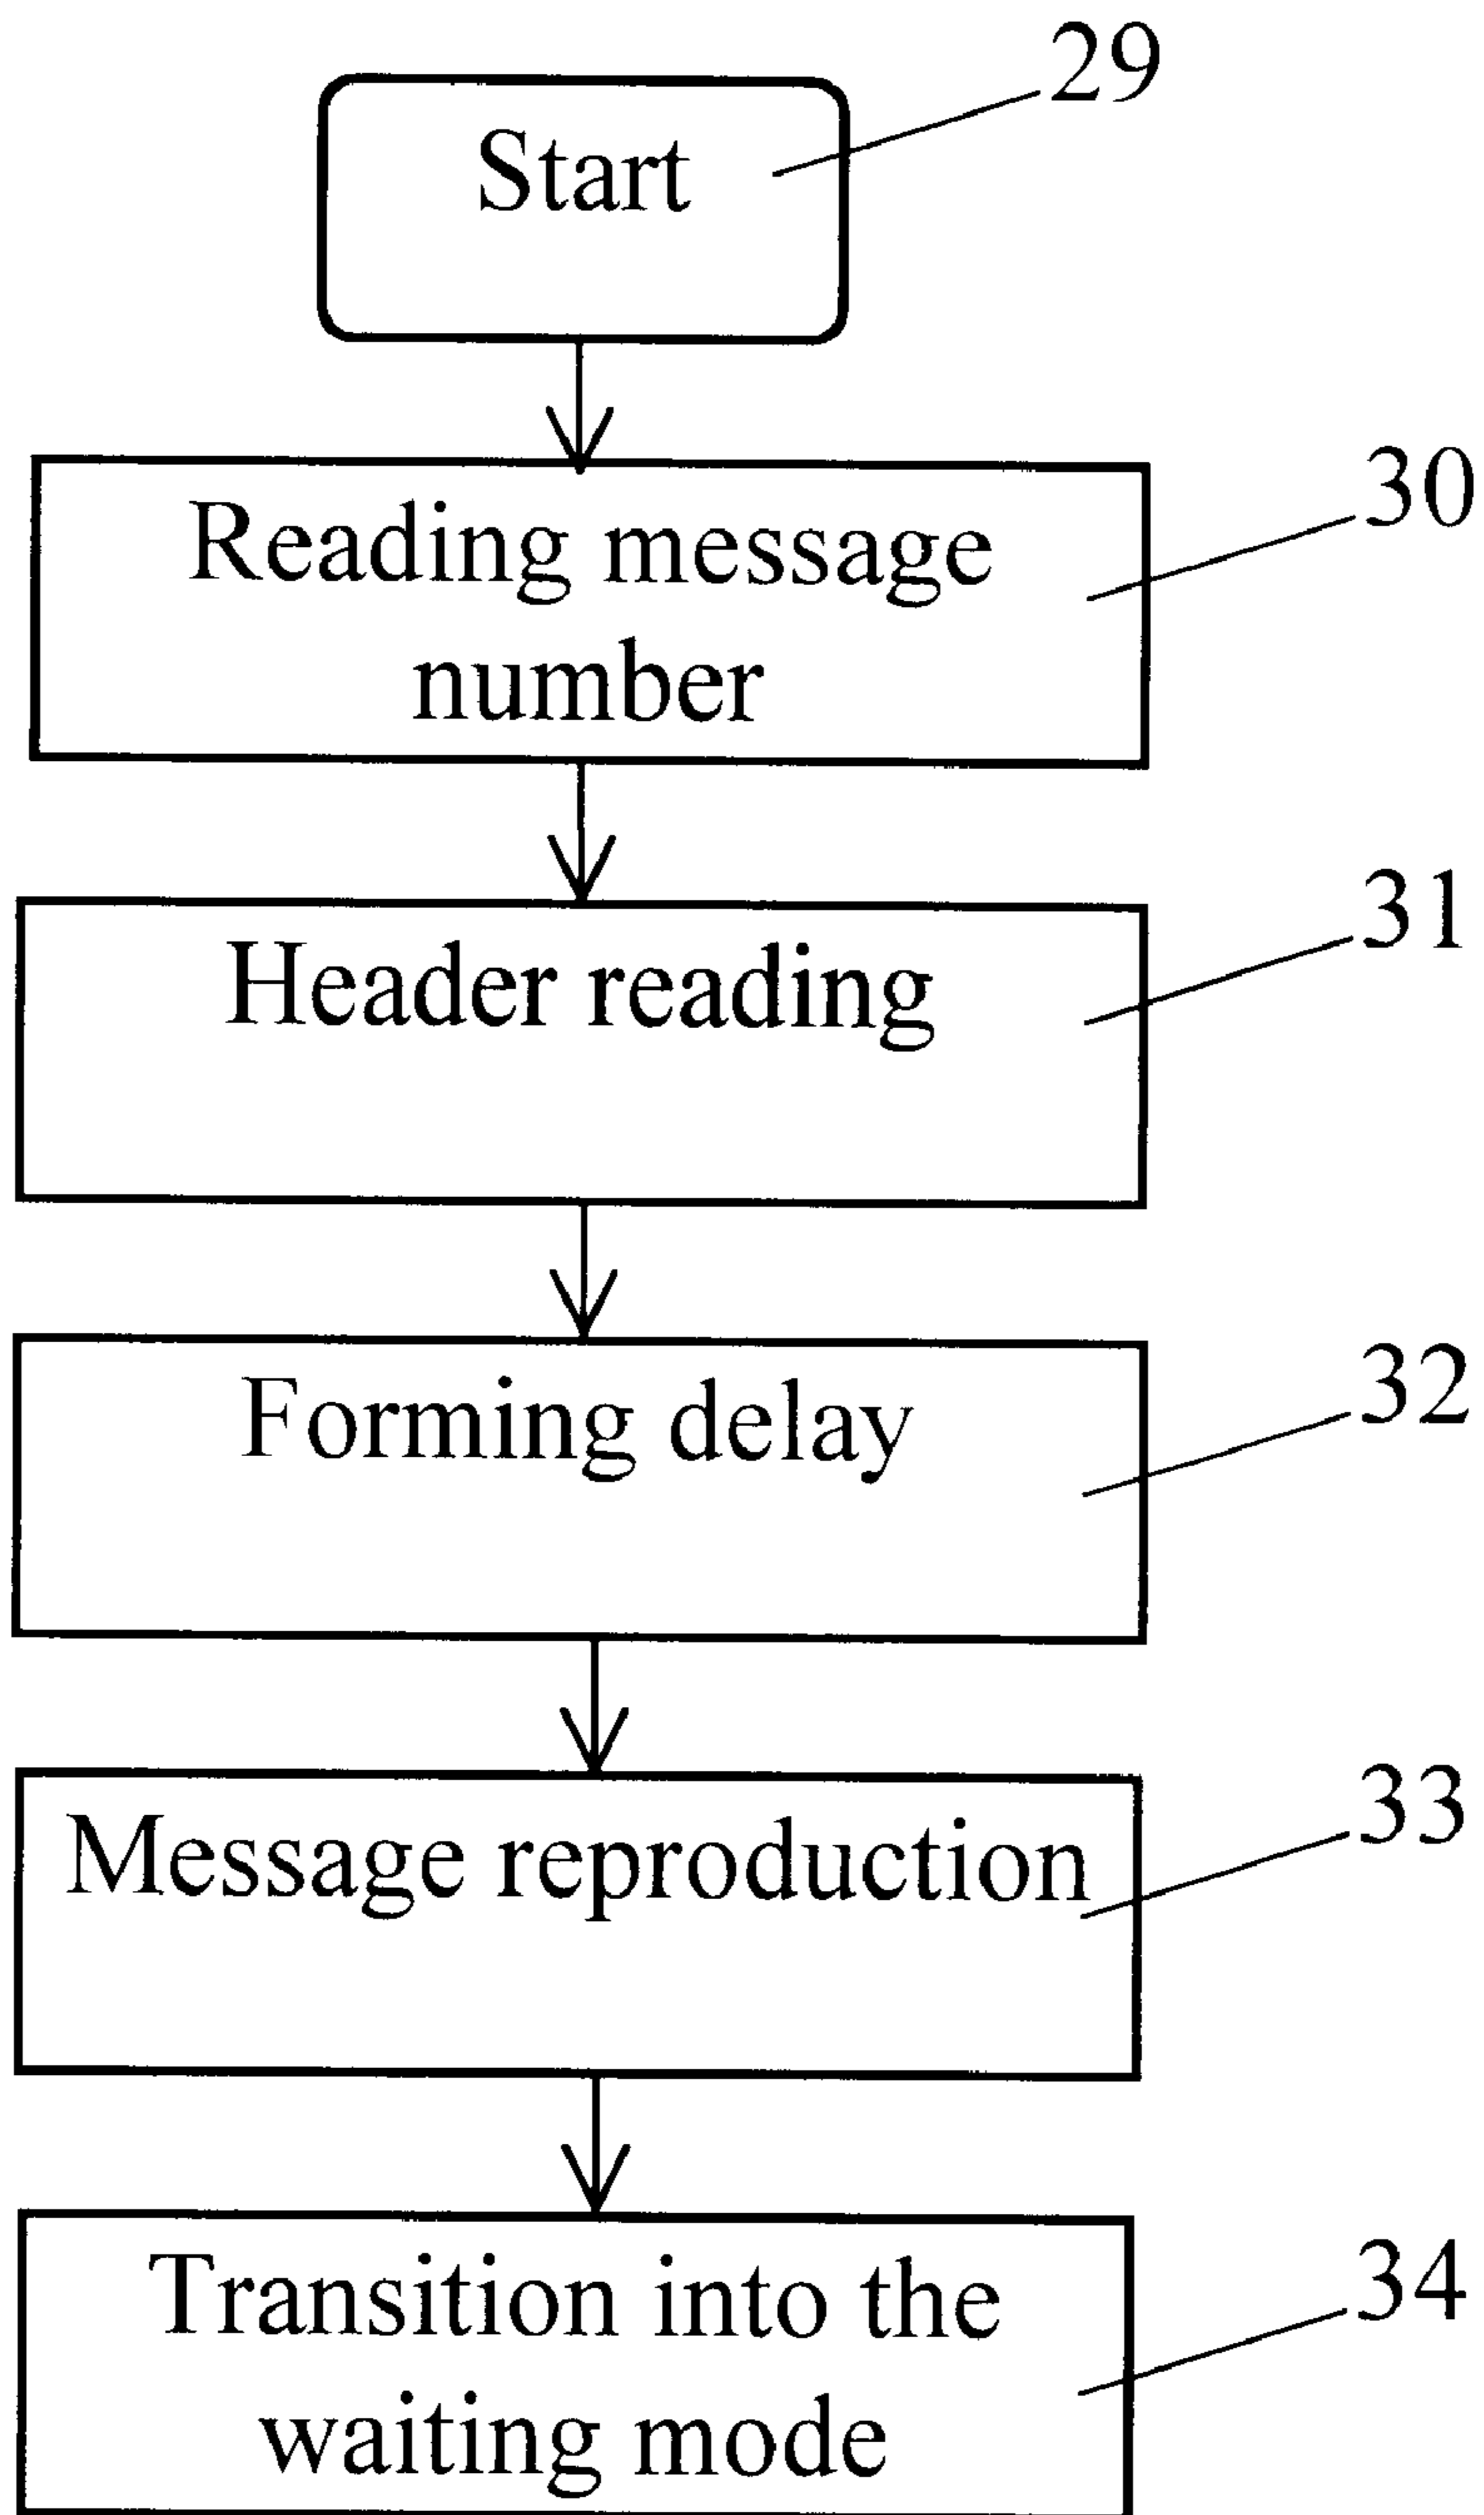 29
Start
30
Reading message
number
31
Header reading
32
Forming delay
33
Message reproduction
34
Transition into the
waiting mode